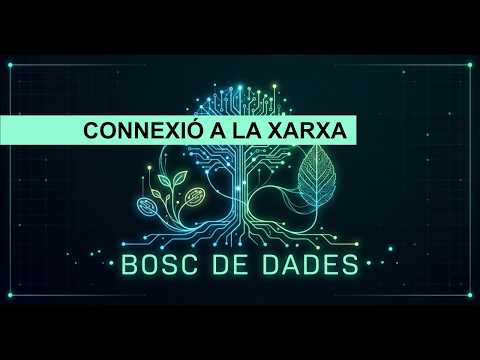 CONNEXIÓ A LA XARXA
BOSC DE DADES